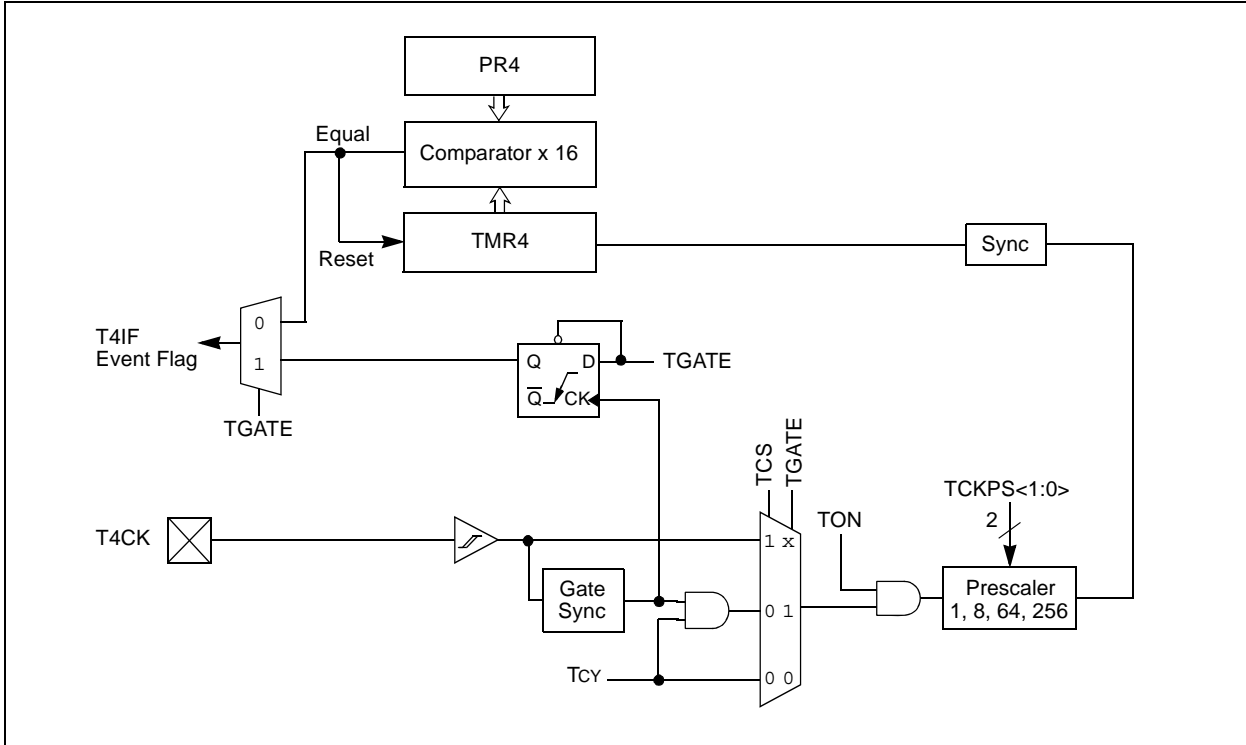 PR4
Equal
Comparator x 16
TMR4
Reset
Sync
0
T4IF
Event Flag
1
Q
D
TGATE
Q
CK
TGATE
TCS
TGATE
TCKPS<1:0>
2
TON
T4CK
1 x
Gate
Sync
0 1
Prescaler
1, 8, 64, 256
TCY
0 0